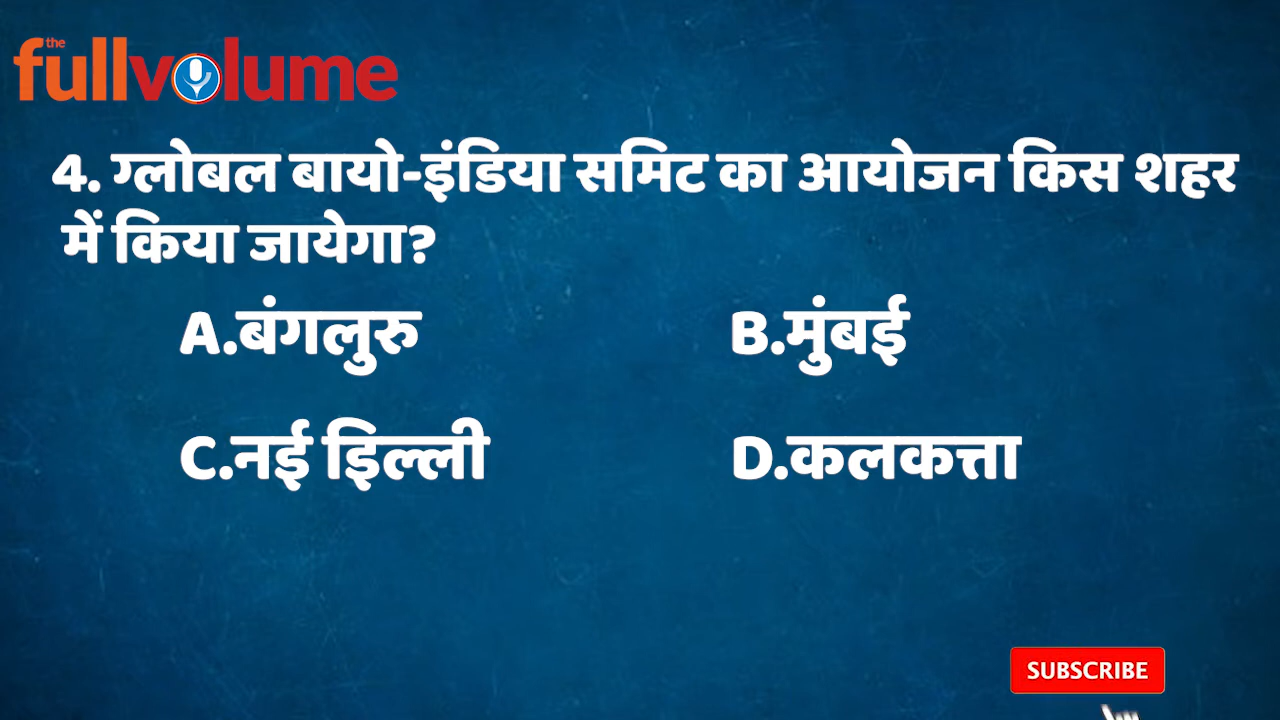 the
fullvolume
4. ग्लोबल बायो-इंडिया समिट का आयोजन किस शहर
में किया जायेगा?
A.बंगलुरु
B.मुंबई
C.नई इिल्ली
D.कलकत्ता
SUBSCRIBE